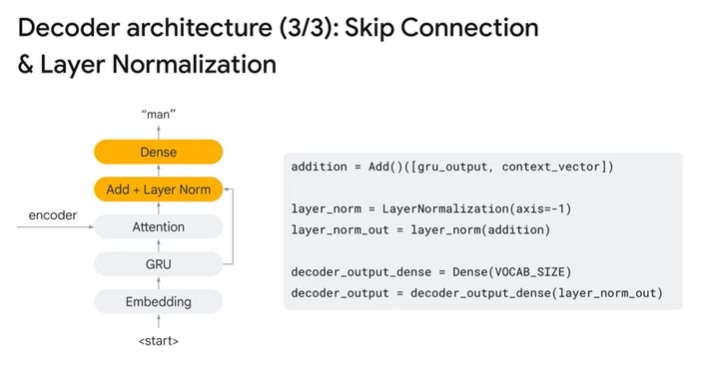 Decoder architecture (3/3): Skip Connection
& Layer Normalization
“man”
Dense
Add + Layer Norm
encoder
Attention
GRU
Embedding
<start>
addition = Add()([gru_output, context_vector])
layer_norm = LayerNormalization(axis=-1)
layer_norm_out = layer_norm(addition)
decoder_output_dense = Dense(VOCAB_SIZE)
decoder_output = decoder_output_dense(layer_norm_out)